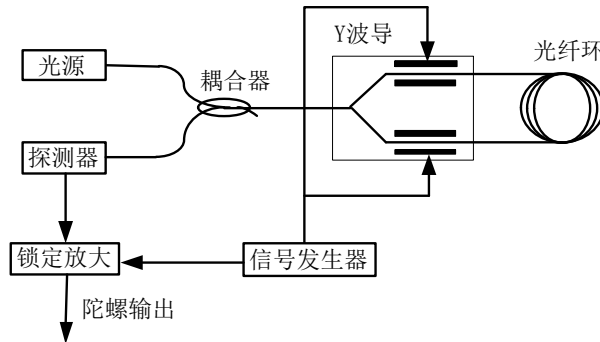 Y波导
光源
光纤环
耦合器
探测器
锁定放大
信号发生器
陀螺输出